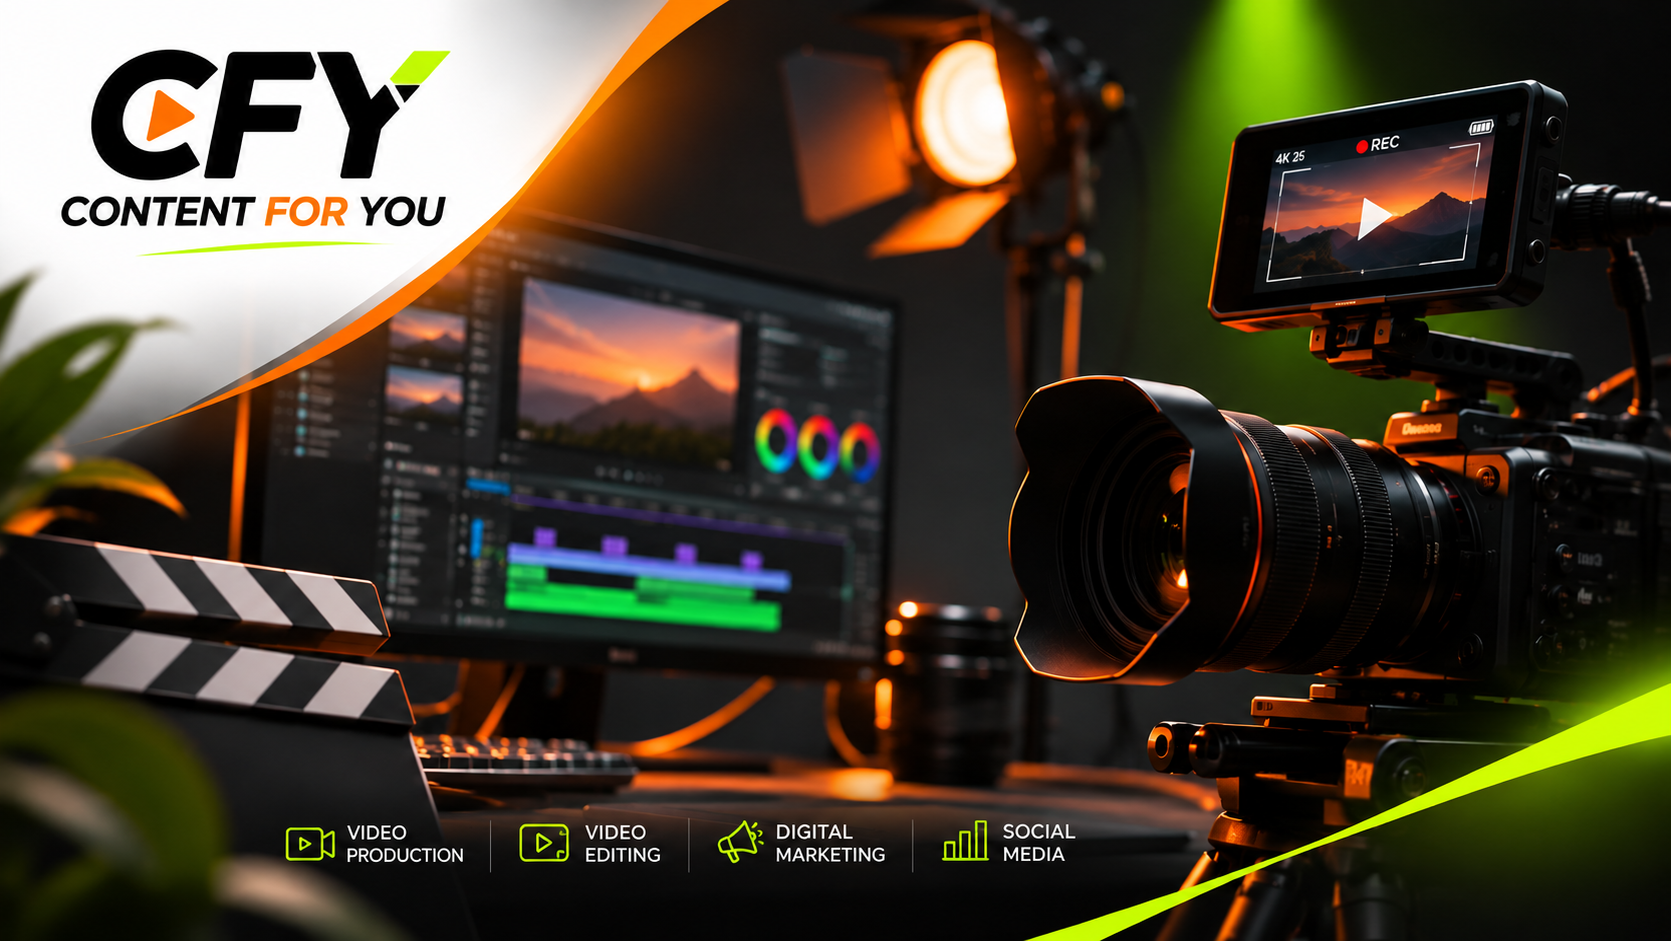 CFY
CONTENT FOR YOU
4K 25
REC
VIDEO
PRODUCTION
VIDEO
EDITING
DIGITAL
MARKETING
SOCIAL
MEDIA